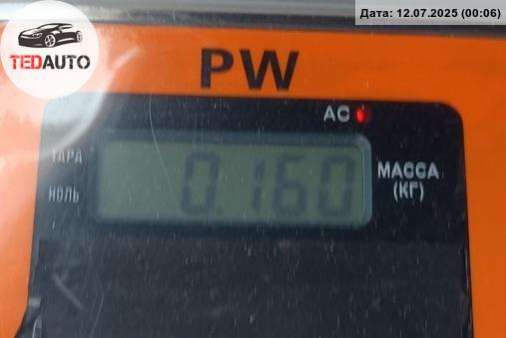 Дата: 12.07.2025 (00:06)
TEDAUTO
PW
AC
ТАРА
НОЛЬ
0.160
МАССА
(КГ)